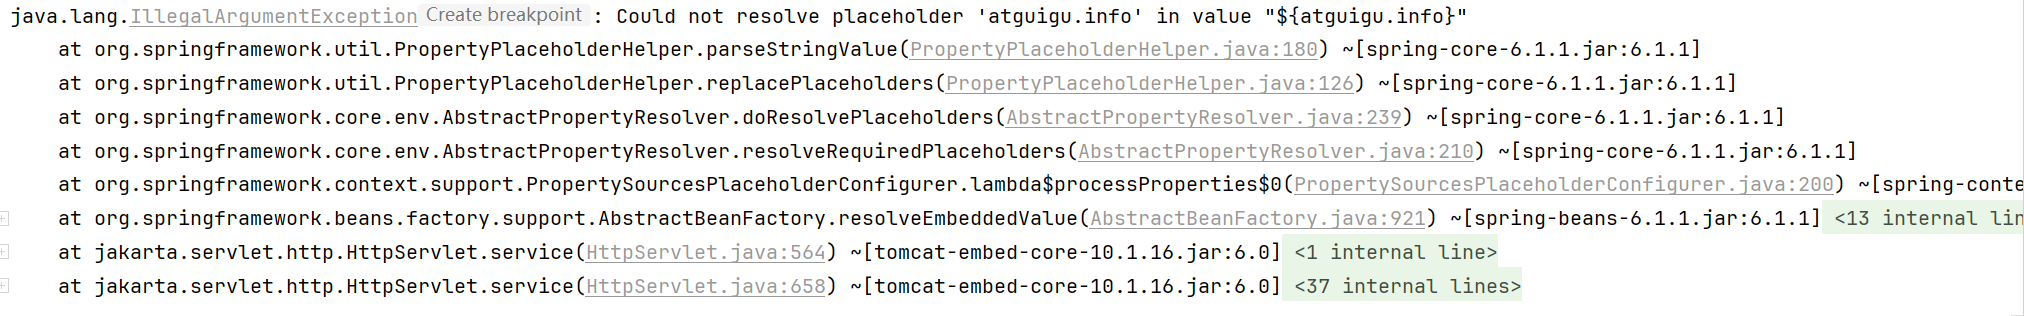 java.lang.IllegalArgumentException Create breakpoint : Could not resolve placeholder 'atguigu.info' in value "${atguigu.info}"
at org.springframework.util.PropertyPlaceholderHelper.parseStringValue(PropertyPlaceholderHelper.java:180) ~[spring-core-6.1.1.jar:6.1.1]
at org.springframework.util.PropertyPlaceholderHelper.replacePlaceholders(PropertyPlaceholderHelper.java:126) ~[spring-core-6.1.1.jar:6.1.1]
at org.springframework.core.env.AbstractPropertyResolver.doResolvePlaceholders(AbstractPropertyResolver.java:239) ~[spring-core-6.1.1.jar:6.1.1]
at org.springframework.core.env.AbstractPropertyResolver.resolveRequiredPlaceholders(AbstractPropertyResolver.java:210) ~[spring-core-6.1.1.jar:6.1.1]
at org.springframework.context.support.PropertySourcesPlaceholderConfigurer.lambda$processProperties$0(PropertySourcesPlaceholderConfigurer.java:200) ~[spring-conte
at org.springframework.beans.factory.support.AbstractBeanFactory.resolveEmbeddedValue(AbstractBeanFactory.java:921) ~[spring-beans-6.1.1.jar:6.1.1] <13 internal lin
at jakarta.servlet.http.HttpServlet.service(HttpServlet.java:564) ~[tomcat-embed-core-10.1.16.jar:6.0] <1 internal line>
at jakarta.servlet.http.HttpServlet.service(HttpServlet.java:658) ~[tomcat-embed-core-10.1.16.jar:6.0] <37 internal lines>